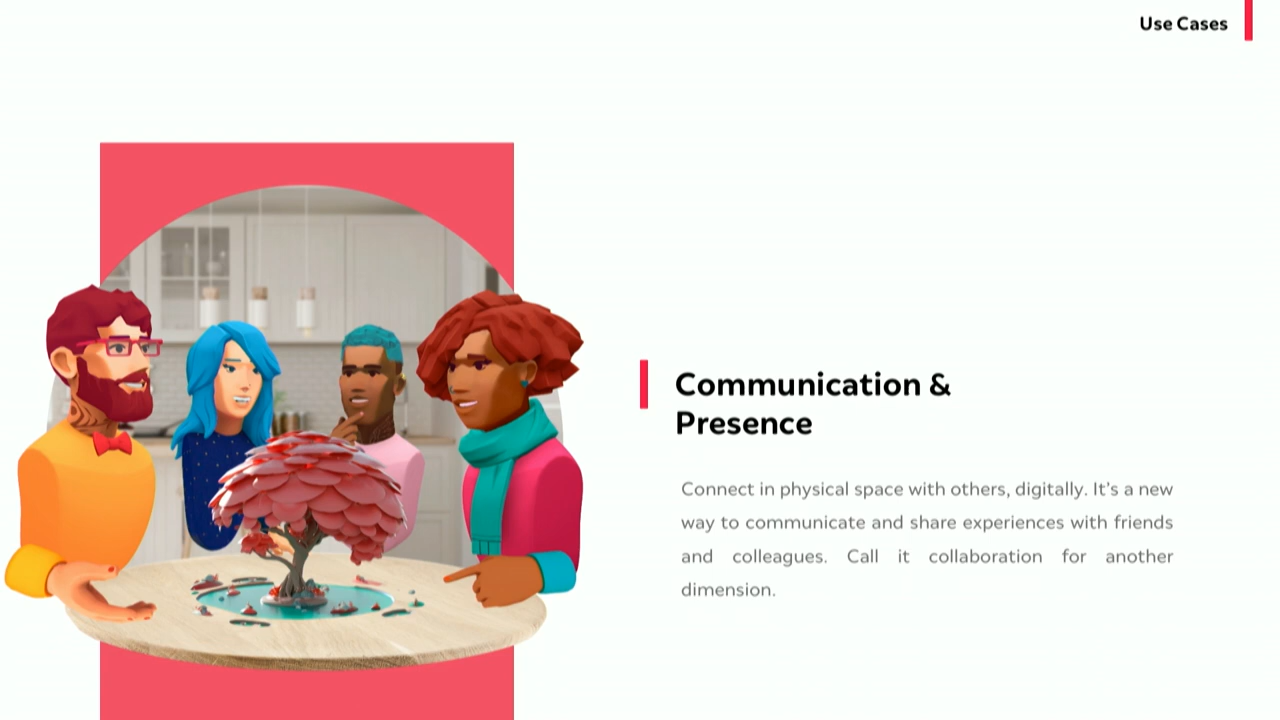 Use Cases
Communication &
Presence
Connect in physical space with others, digitally. It's a new
way to communicate and share experiences with friends
and colleagues. Call it collaboration for another
dimension.